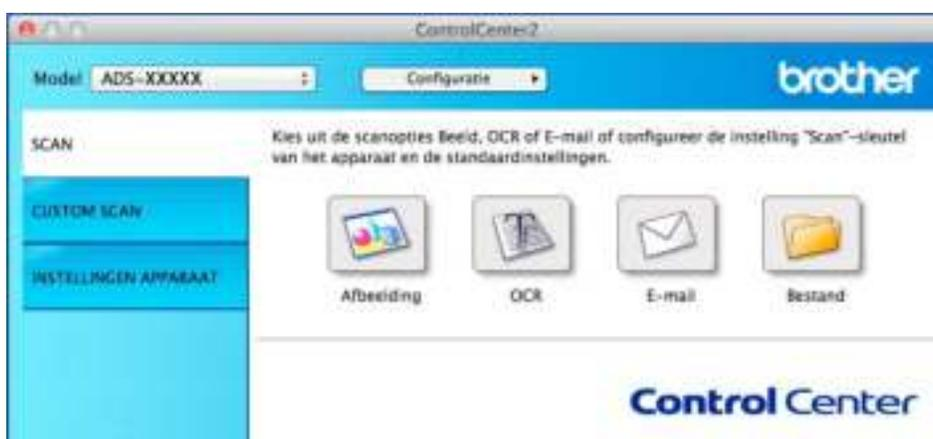 ControlCenter2
Model ADS-XXXXX Configuratie brother
SCAN
Kies uit de scanopties Beeld, OCR of E-mail of configureer de instelling "Scan"-sleutel
van het apparaat en de standaardinstellingen.
CUSTOM SCAN
INSTELLINGEN APPARAAT
Afbeelding OCR E-mail Bestand
Control Center